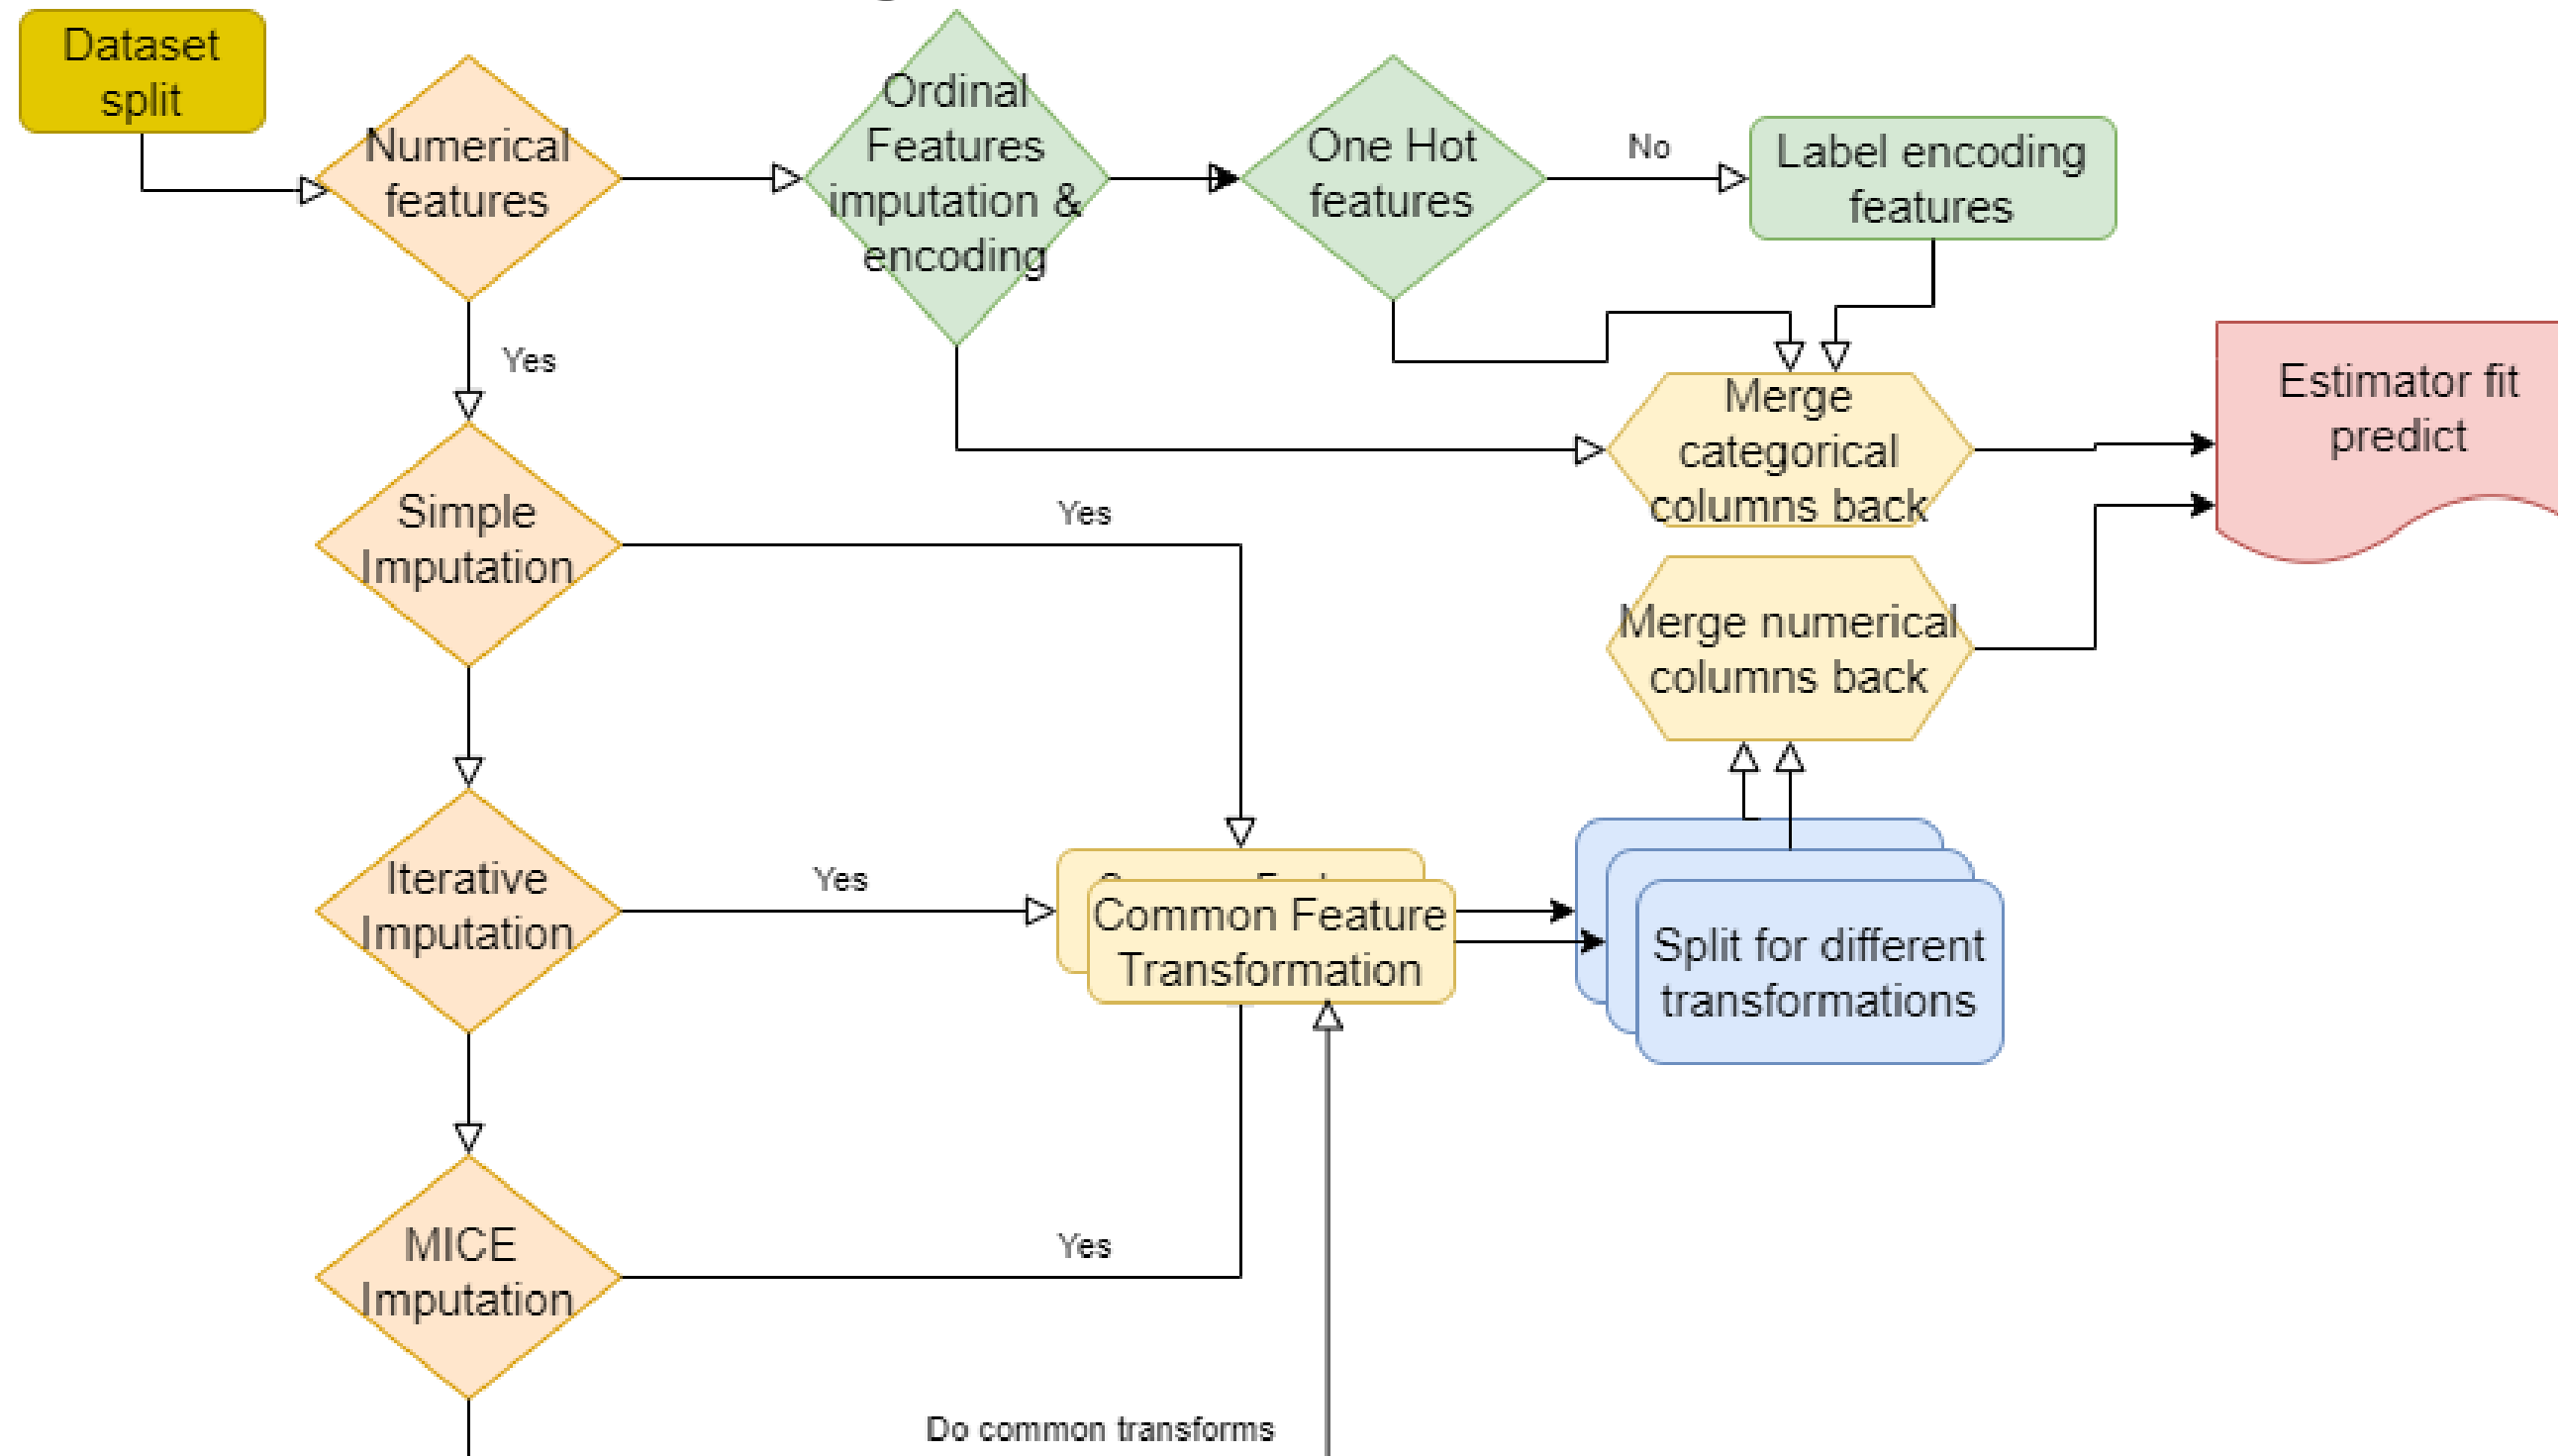 Dataset
split
Numerical
features
Ordinal
Features
imputation &
encoding
One Hot
features
No
Label encoding
features
Yes
Merge
categorical
columns back
Estimator fit
predict
Simple
Imputation
Yes
Merge numerical
columns back
Iterative
Imputation
Yes
Common Feature
Transformation
Split for different
transformations
MICE
Imputation
Yes
Do common transforms